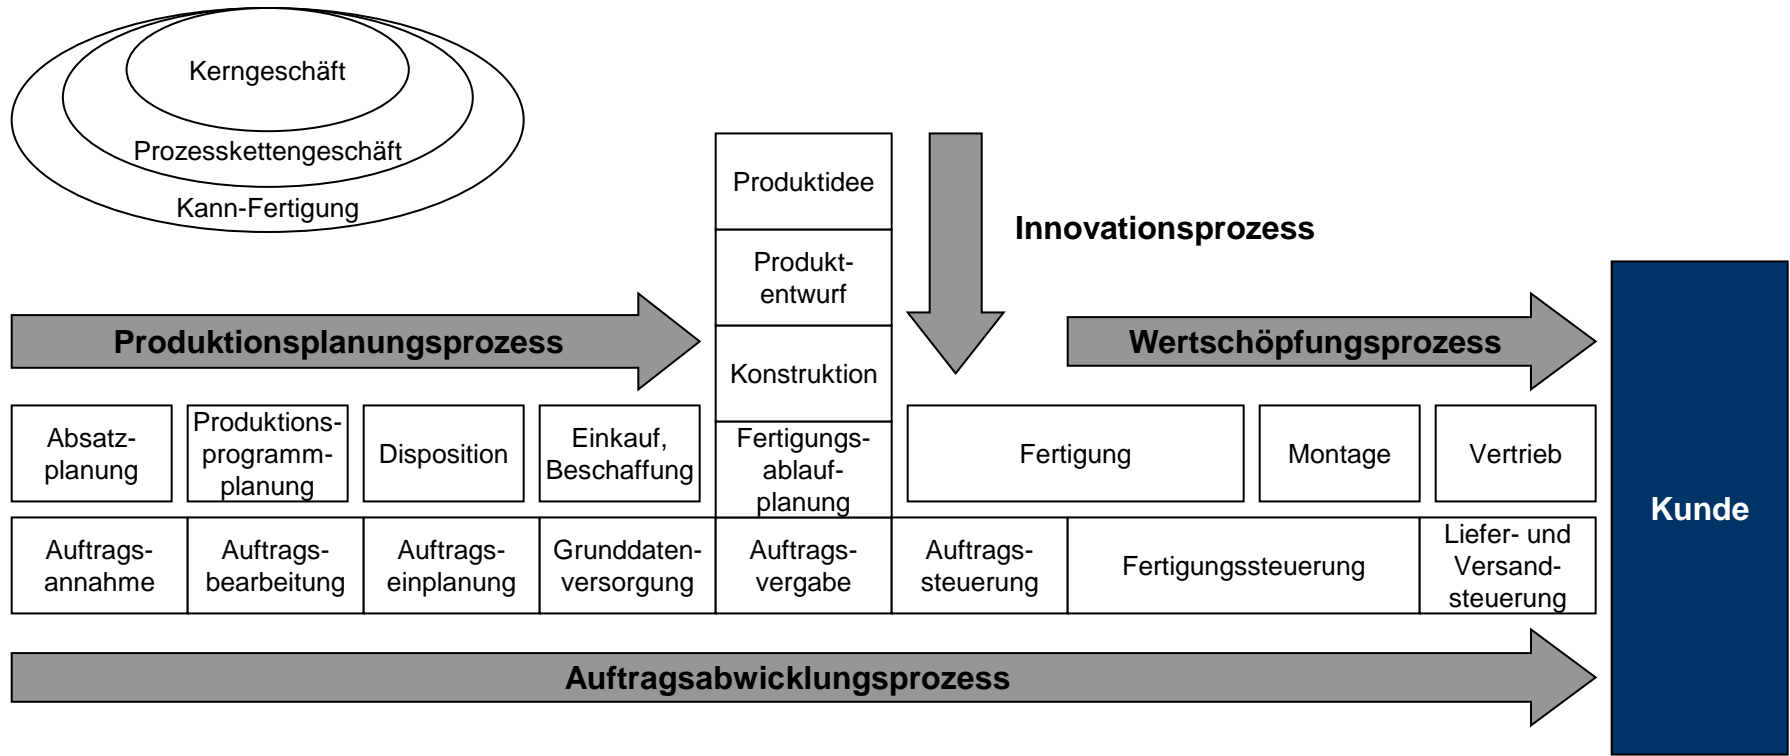 Kerngeschäft
Prozesskettengeschäft
Kann-Fertigung
Produktidee
Innovationsprozess
Produkt-
entwurf
Produktionsplanungsprozess
Wertschöpfungsprozess
Konstruktion
Absatz-
planung
Produktions-
programm-
planung
Disposition
Einkauf,
Beschaffung
Fertigungs-
ablauf-
planung
Fertigung
Montage
Vertrieb
Kunde
Auftrags-
annahme
Auftrags-
bearbeitung
Auftrags-
einplanung
Grunddaten-
versorgung
Auftrags-
vergabe
Auftrags-
steuerung
Fertigungssteuerung
Liefer- und
Versand-
steuerung
Auftragsabwicklungsprozess